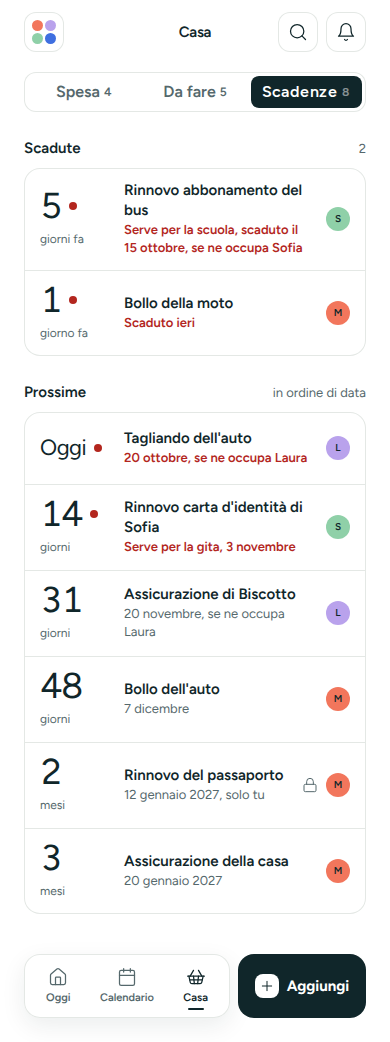 Casa
Spesa 4
Da fare 5
Scadenze 8
Scadute
2
5
giorni fa
Rinnovo abbonamento del
bus
Serve per la scuola, scaduto il
15 ottobre, se ne occupa Sofia
S
1
giorno fa
Bollo della moto
Scaduto ieri
M
Prossime
in ordine di data
Oggi
Tagliando dell'auto
20 ottobre, se ne occupa Laura
L
14
giorni
Rinnovo carta d'identità di
Sofia
Serve per la gita, 3 novembre
S
31
giorni
Assicurazione di Biscotto
20 novembre, se ne occupa
Laura
L
48
giorni
Bollo dell'auto
7 dicembre
M
2
mesi
Rinnovo del passaporto
12 gennaio 2027, solo tu
M
3
mesi
Assicurazione della casa
20 gennaio 2027
M
Oggi
Calendario
Casa
Aggiungi